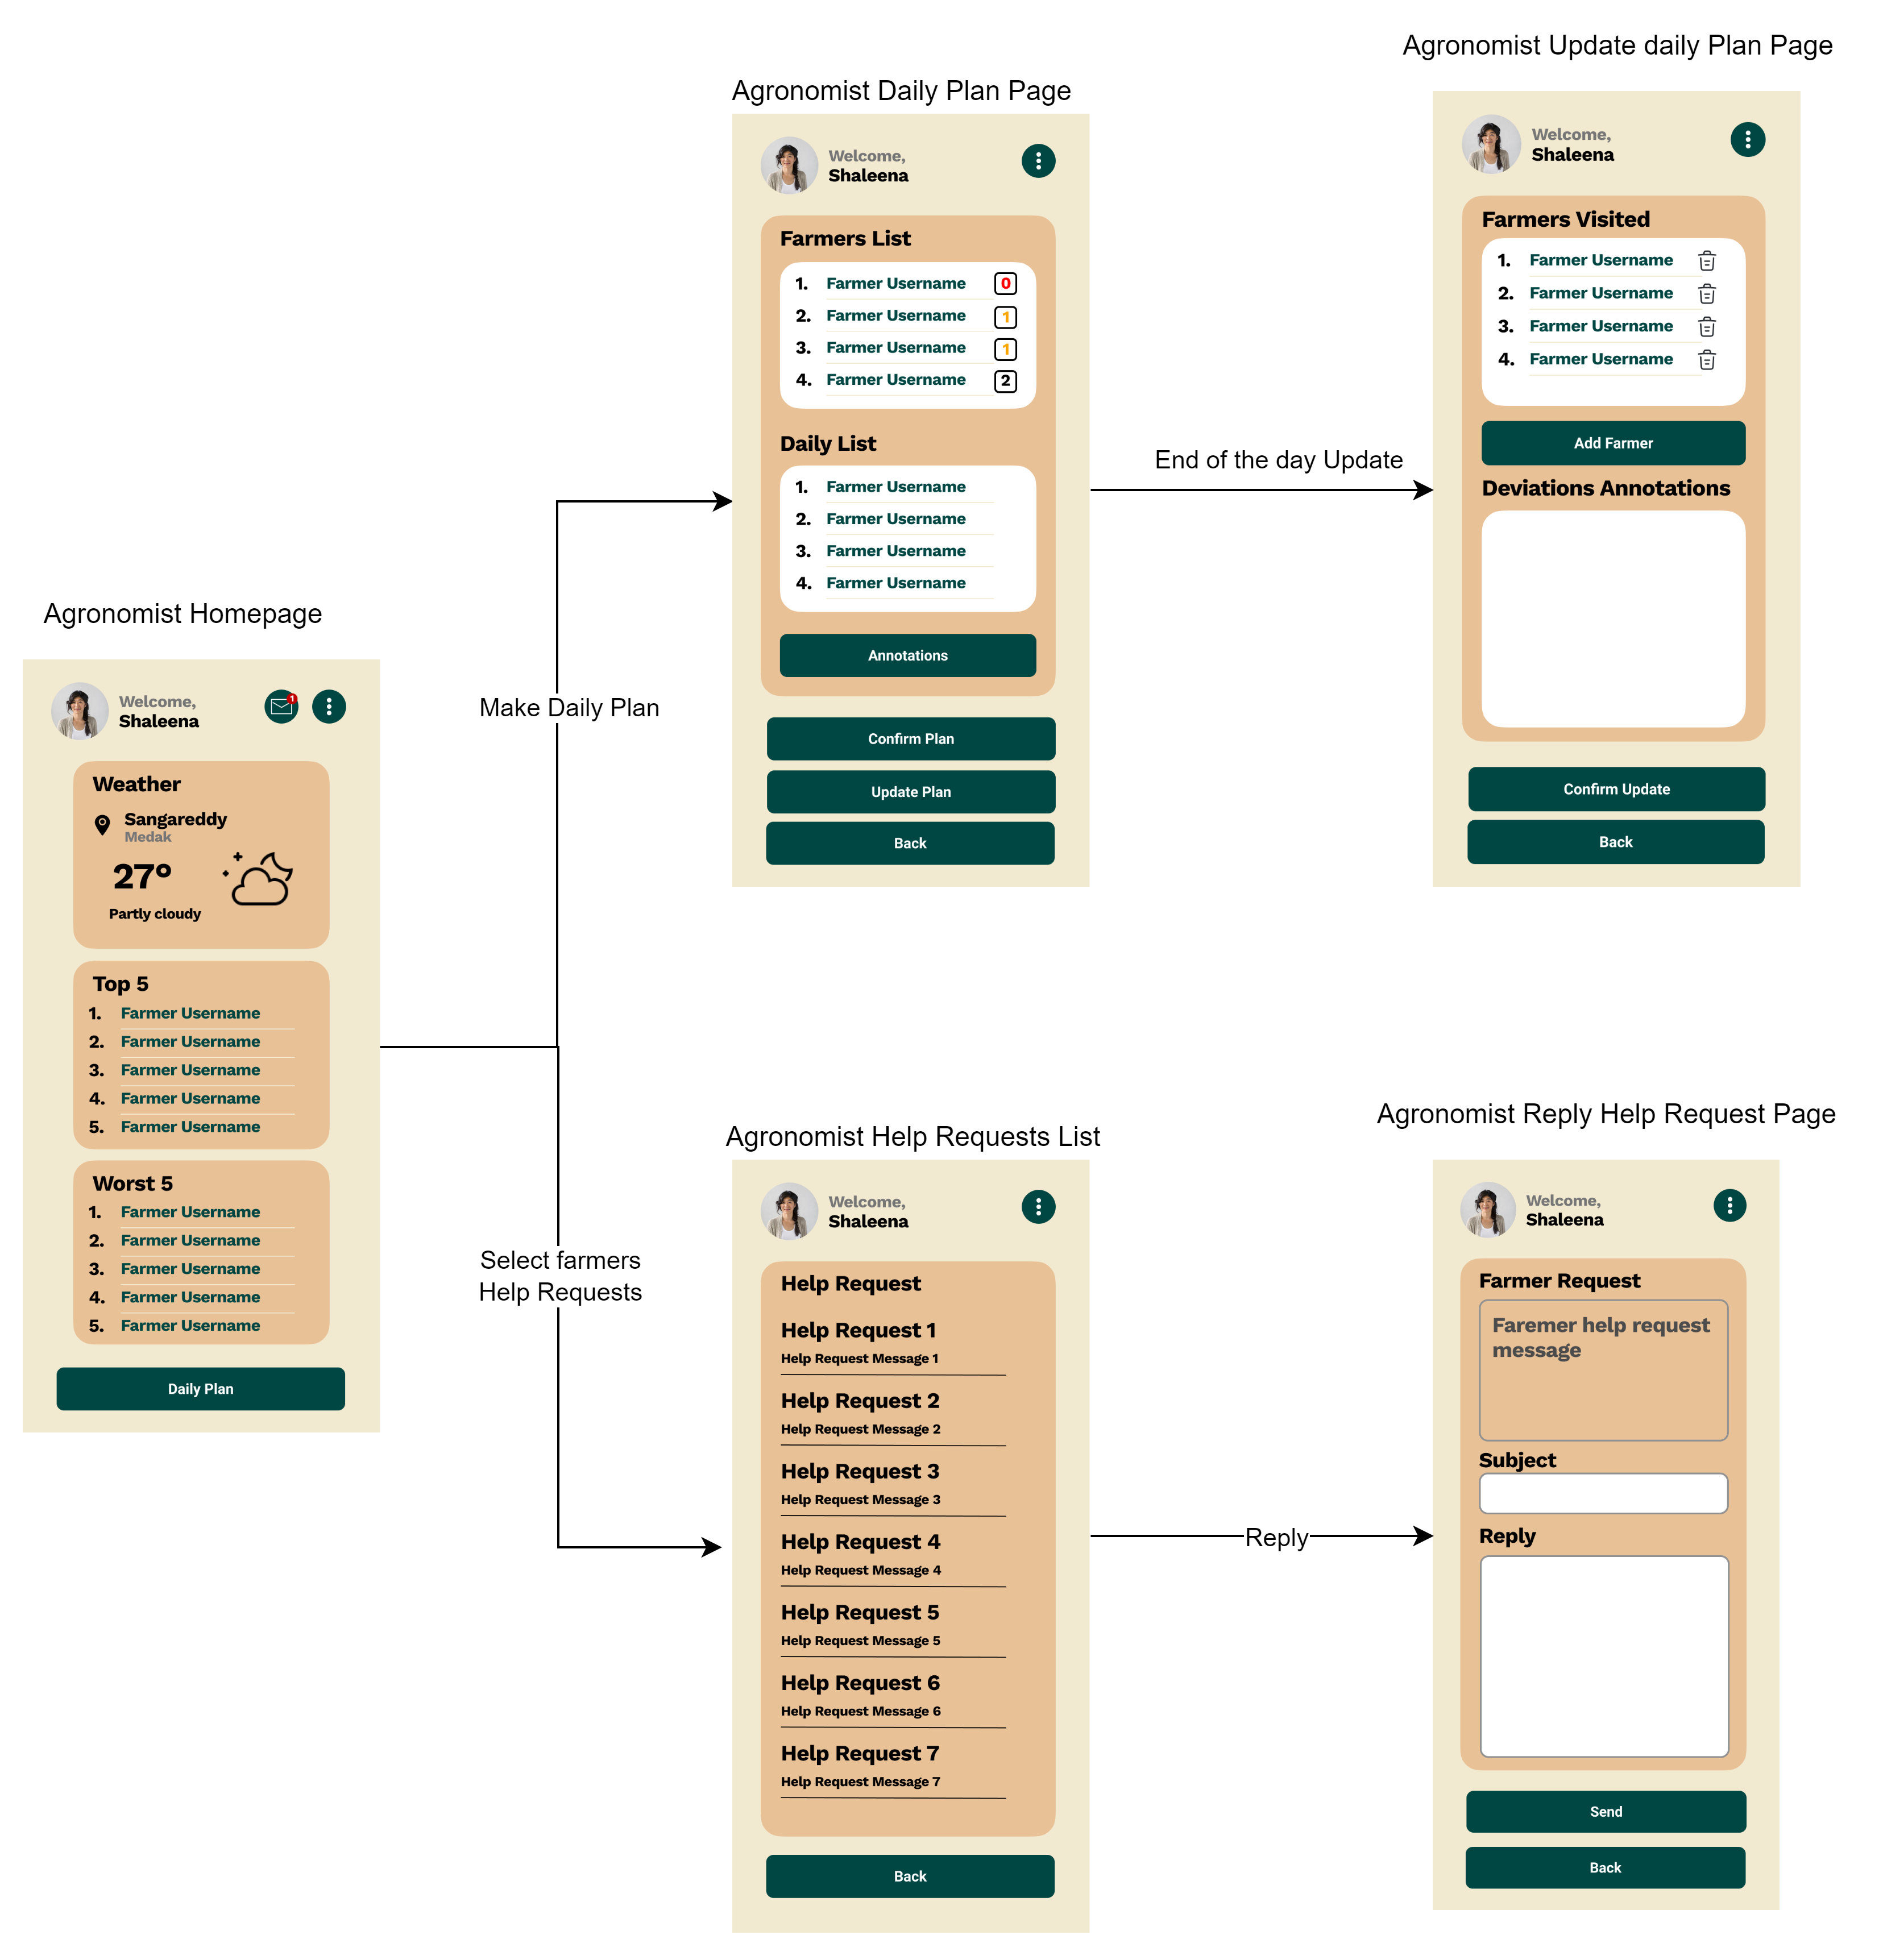 Agronomist Homepage
Welcome,
Shaleena
1
Weather
Sangareddy
Medak
27°
Partly cloudy
Top 5
1. Farmer Username
2. Farmer Username
3. Farmer Username
4. Farmer Username
5. Farmer Username
Worst 5
1. Farmer Username
2. Farmer Username
3. Farmer Username
4. Farmer Username
5. Farmer Username
Daily Plan
Make Daily Plan
Agronomist Daily Plan Page
Welcome,
Shaleena
Farmers List
1. Farmer Username 0
2. Farmer Username 1
3. Farmer Username 1
4. Farmer Username 2
Daily List
1. Farmer Username
2. Farmer Username
3. Farmer Username
4. Farmer Username
Annotations
Confirm Plan
Update Plan
Back
End of the day Update
Agronomist Update daily Plan Page
Welcome,
Shaleena
Farmers Visited
1. Farmer Username
2. Farmer Username
3. Farmer Username
4. Farmer Username
Add Farmer
Deviations Annotations
Confirm Update
Back
Select farmers
Help Requests
Agronomist Help Requests List
Welcome,
Shaleena
Help Request
Help Request 1
Help Request Message 1
Help Request 2
Help Request Message 2
Help Request 3
Help Request Message 3
Help Request 4
Help Request Message 4
Help Request 5
Help Request Message 5
Help Request 6
Help Request Message 6
Help Request 7
Help Request Message 7
Back
Reply
Agronomist Reply Help Request Page
Welcome,
Shaleena
Farmer Request
Faremer help request
message
Subject
Reply
Send
Back